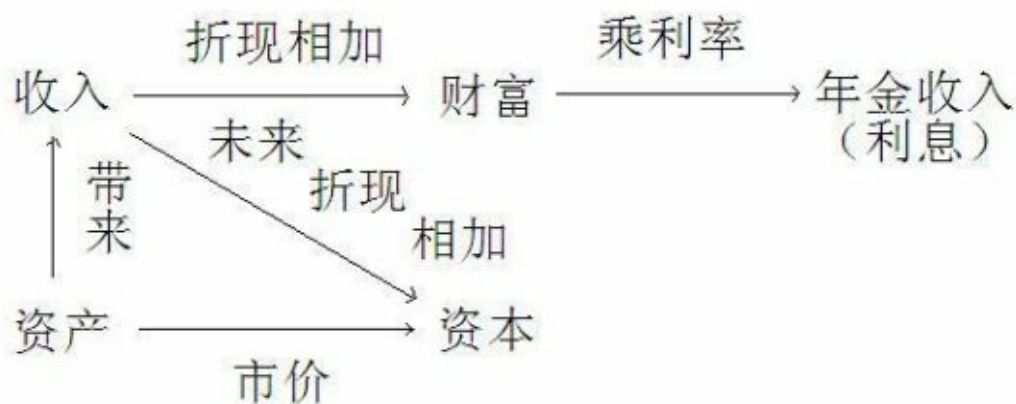 折现相加
乘利率
收入
财富
年金收入
（利息）
未来
折现
相加
带来
资产
资本
市价